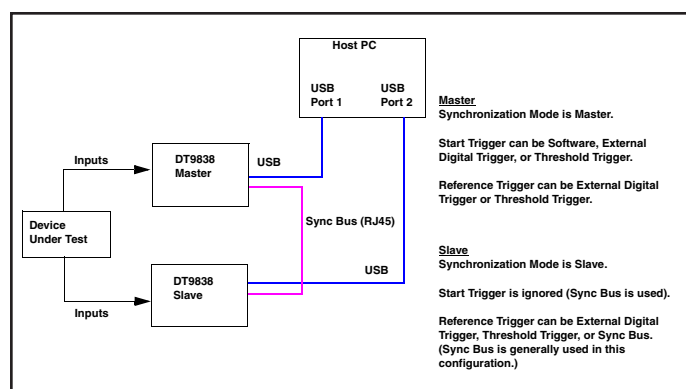 Host PC
USB
Port 1
USB
Port 2
Inputs
DT9838
Master
USB
Device
Under Test
Sync Bus (RJ45)
DT9838
Slave
USB
Inputs
Master
Synchronization Mode is Master.
Start Trigger can be Software, External
Digital Trigger, or Threshold Trigger.
Reference Trigger can be External Digital
Trigger or Threshold Trigger.
Slave
Synchronization Mode is Slave.
Start Trigger is ignored (Sync Bus is used).
Reference Trigger can be External Digital
Trigger, Threshold Trigger, or Sync Bus.
(Sync Bus is generally used in this
configuration.)